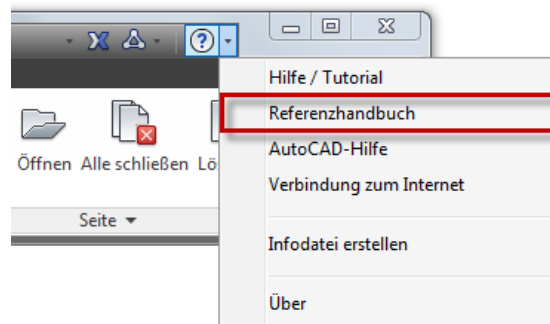 Hilfe / Tutorial
Referenzhandbuch
AutoCAD-Hilfe
Verbindung zum Internet
Infodatei erstellen
Über
Öffnen Alle schließen
Seite